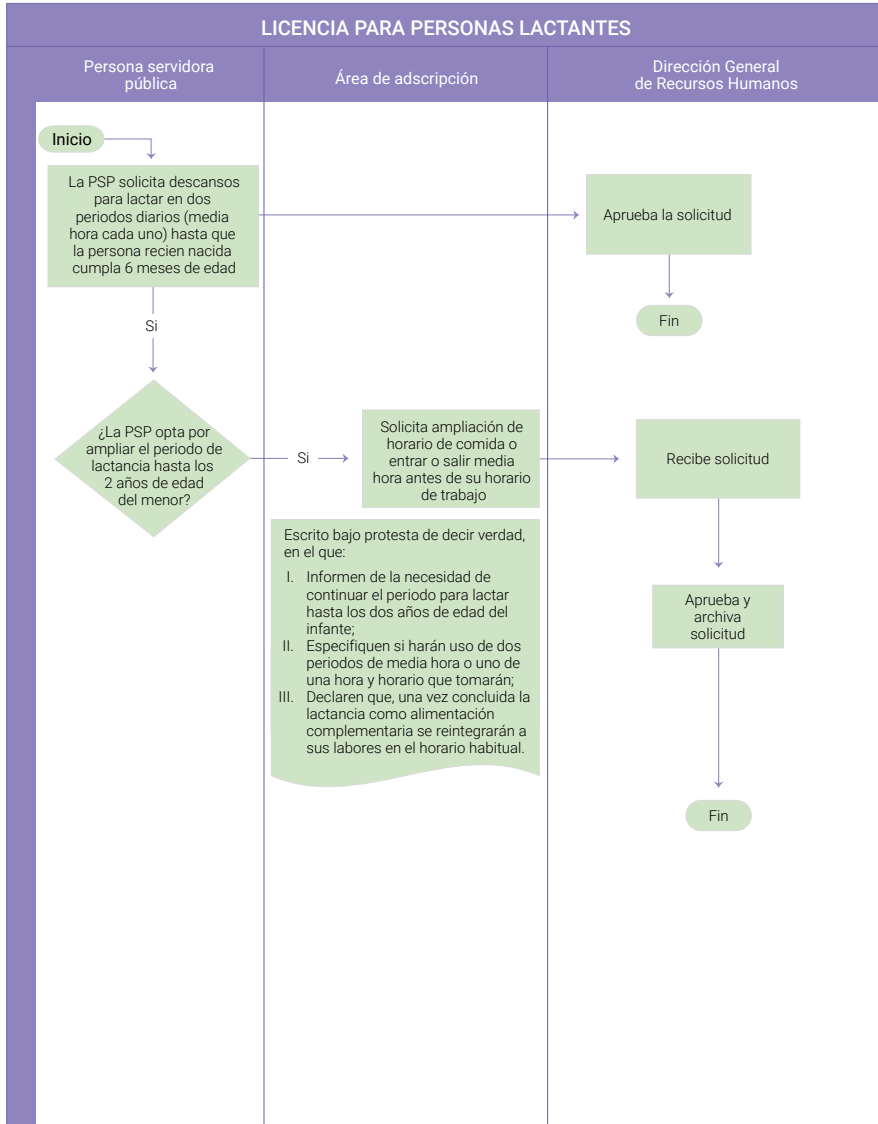 LICENCIA PARA PERSONAS LACTANTES
Persona servidora
pública
Área de adscripción
Dirección General
de Recursos Humanos
Inicio
La PSP solicita descansos
para lactar en dos
periodos diarios (media
hora cada uno) hasta que
la persona recien nacida
cumpla 6 meses de edad
Aprueba la solicitud
Fin
Si
¿La PSP opta por
ampliar el periodo de
lactancia hasta los
2 años de edad
del menor?
Si
Solicita ampliación de
horario de comida o
entrar o salir media
hora antes de su horario
de trabajo
Recibe solicitud
Escrito bajo protesta de decir verdad,
en el que:
I. Informen de la necesidad de
continuar el periodo para lactar
hasta los dos años de edad del
infante;
II. Especifiquen si harán uso de dos
periodos de media hora o uno de
una hora y horario que tomarán;
III. Declaren que, una vez concluida la
lactancia como alimentación
complementaria se reintegrarán a
sus labores en el horario habitual.
Aprueba y
archiva
solicitud
Fin